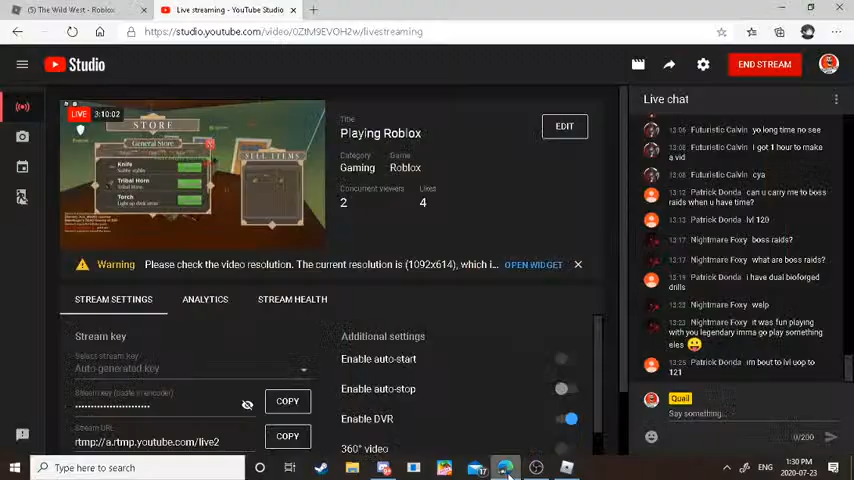 (5) The Wild West - Roblox
Live streaming - YouTube Studio
https://studio.youtube.com/video/0ZtM9EVOH2w/livestreaming
Studio
END STREAM
LIVE 3:10:02
STORE
General Store
Knife
Tribal Horn
Torch
SELL ITEMS
Title
Playing Roblox
EDIT
Category
Game
Gaming
Roblox
Concurrent viewers
Likes
2
4
Warning Please check the video resolution. The current resolution is (1092x614), which i...
OPEN WIDGET
STREAM SETTINGS
ANALYTICS
STREAM HEALTH
Stream key
Select stream key
Auto generated key
Stream key (paste in encoder)
COPY
Stream URL
rtmp://a.rtmp.youtube.com/live2
COPY
Additional settings
Enable auto-start
Enable auto-stop
Enable DVR
360° video
Live chat
13:06 Futuristic Calvin yo long time no see
13:08 Futuristic Calvin I got 1 hour to make
a vid
13:08 Futuristic Calvin cya
13:12 Patrick Donda can u carry me to boss
raids when u have time?
13:13 Patrick Donda lvl 120
13:17 Nightmare Foxy boss raids?
13:17 Nightmare Foxy what are boss raids?
13:19 Patrick Donda i have dual bioforged
drills
13:22 Nightmare Foxy welp
13:23 Nightmare Foxy it was fun playing
with you legendary imma go play something
eles
13:25 Patrick Donda im bout to lvl uop to
121
Quail
Say something...
0/200
Type here to search
17
ENG
1:30 PM
2020-07-23